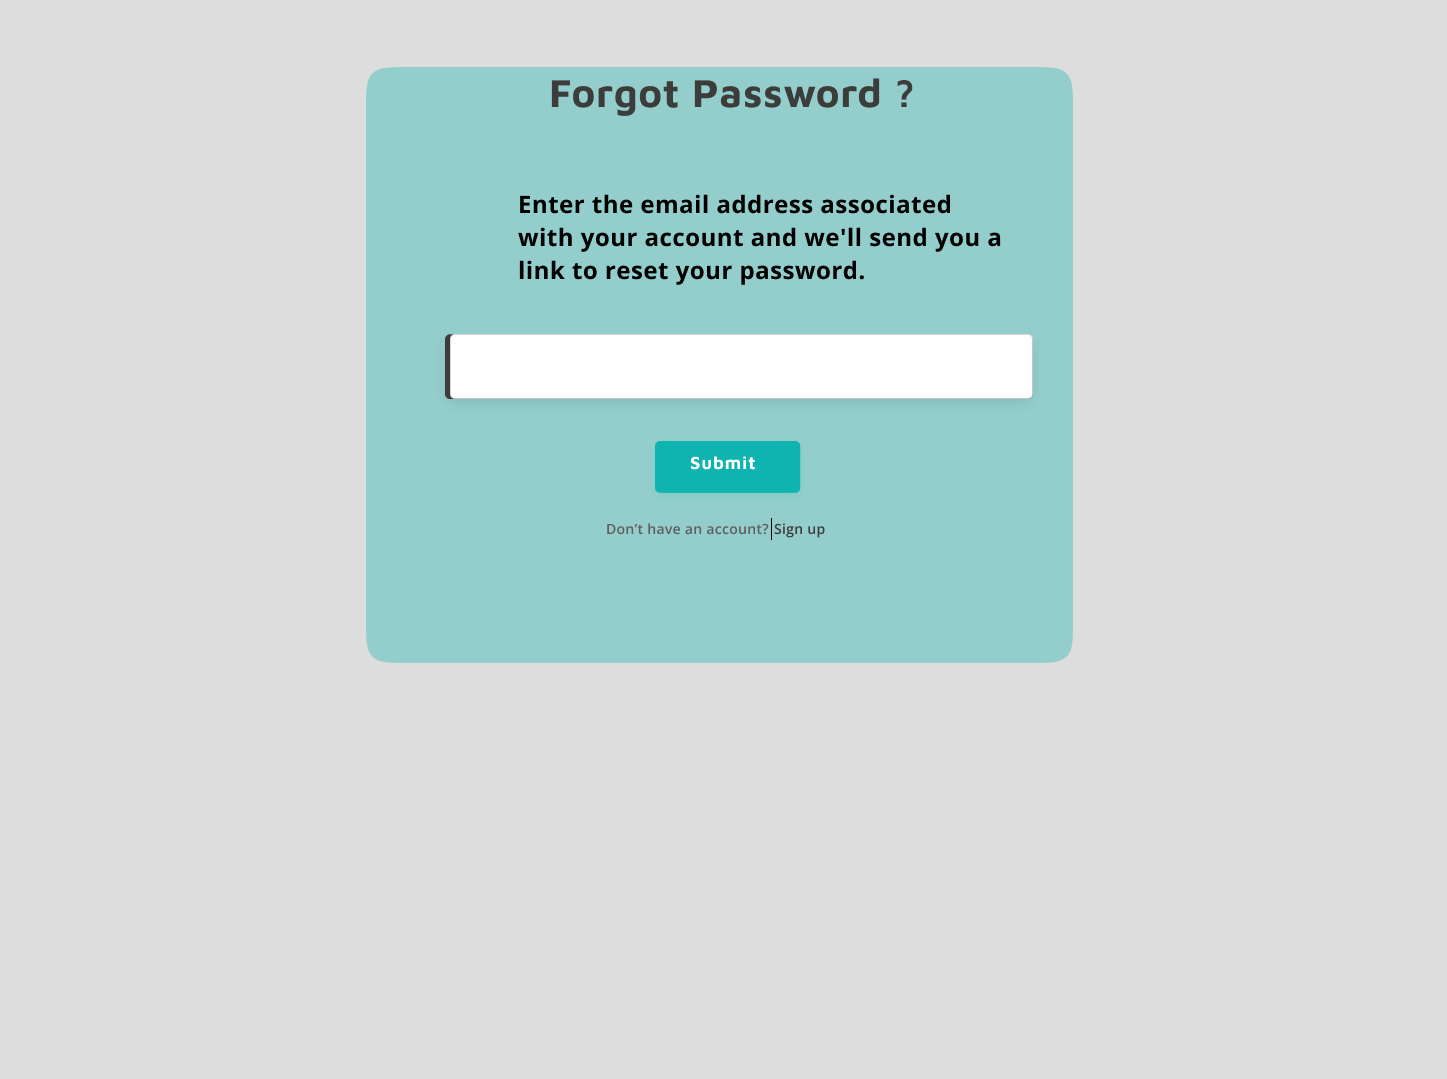 Forgot Password ?
Enter the email address associated
with your account and we'll send you a
link to reset your password.
Submit
Don’t have an account? Sign up